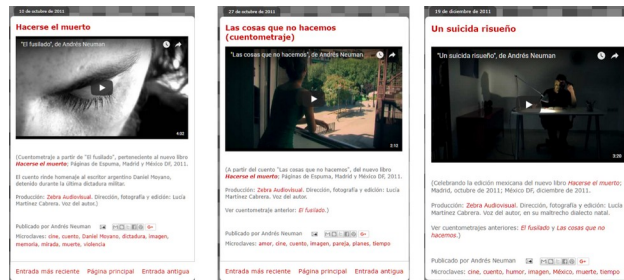 12 de octubre de 2011
Hacerse el muerto
"El fusilado", de Andrés Neuman
4:02
(Cuentometraje a partir de "El fusilado", perteneciente al nuevo libro
Hacerse el muerto; Páginas de Espuma, Madrid y México DF, 2011.
El cuento rinde homenaje al escritor argentino Daniel Moyano,
detenido durante la última dictadura militar.
Producción: Zebra Audiovisual. Dirección, fotografía y edición: Lucía
Martínez Cabrera. Voz del autor.)
Publicado por Andrés Neuman
Microclaves: cine, cuento, Daniel Moyano, dictadura, imagen,
memoria, mirada, muerte, violencia
Entrada más reciente Página principal Entrada antigua
27 de octubre de 2011
Las cosas que no hacemos
(cuentometraje)
"Las cosas que no hacemos", de Andrés Neuman
3:13
(A partir del cuento "Las cosas que no hacemos", del nuevo libro
Hacerse el muerto; Páginas de Espuma, Madrid y México DF, 2011.
Producción: Zebra Audiovisual. Dirección, fotografía y edición: Lucía
Martínez Cabrera. Voz del autor.
Ver cuentometraje anterior: El fusilado.)
Publicado por Andrés Neuman
Microclaves: amor, cine, cuento, imagen, pareja, planes, tiempo
Entrada más reciente Página principal Entrada antigua
19 de diciembre de 2011
Un suicida risueño
"Un suicida risueño", de Andrés Neuman
3:20
(Celebrando la edición mexicana del nuevo libro Hacerse el muerto;
Madrid, octubre de 2011; México DF, diciembre de 2011.
Producción: Zebra Audiovisual. Dirección, fotografía y edición: Lucía
Martínez Cabrera. Voz del autor, en su maltrecho dialecto natal.
Ver cuentometrajes anteriores: El fusilado y Las cosas que no
hacemos.)
Publicado por Andrés Neuman
Microclaves: cine, cuento, humor, imagen, México, muerte, tiempo